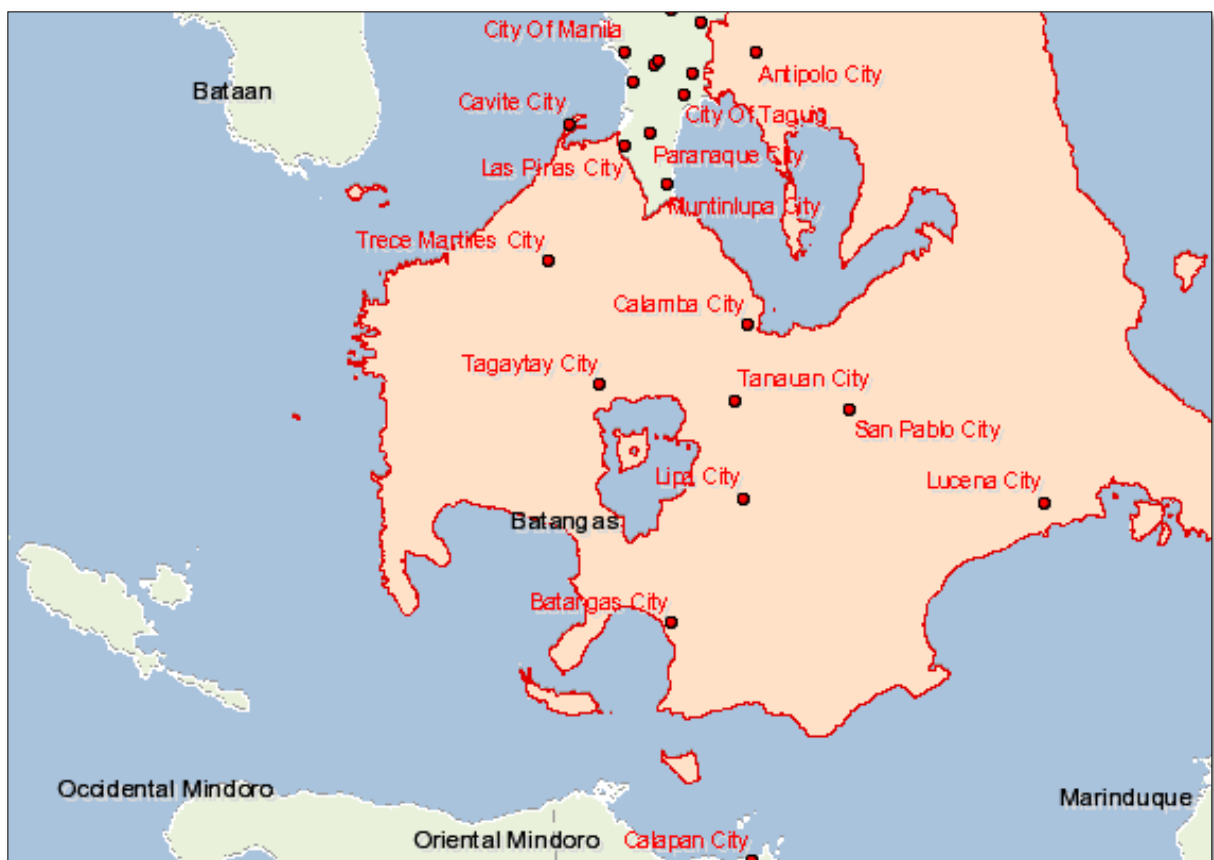 City Of Manila
Antipolo City
Bataan
Cavite City
City Of Taguig
Las Pinas City
Paranaque City
Muntinlupa City
Trece Martires City
Calamba City
Tagaytay City
Tanauan City
San Pablo City
Lipa City
Lucena City
Batangas
Batangas City
Occidental Mindoro
Marinduque
Oriental Mindoro
Calapan City